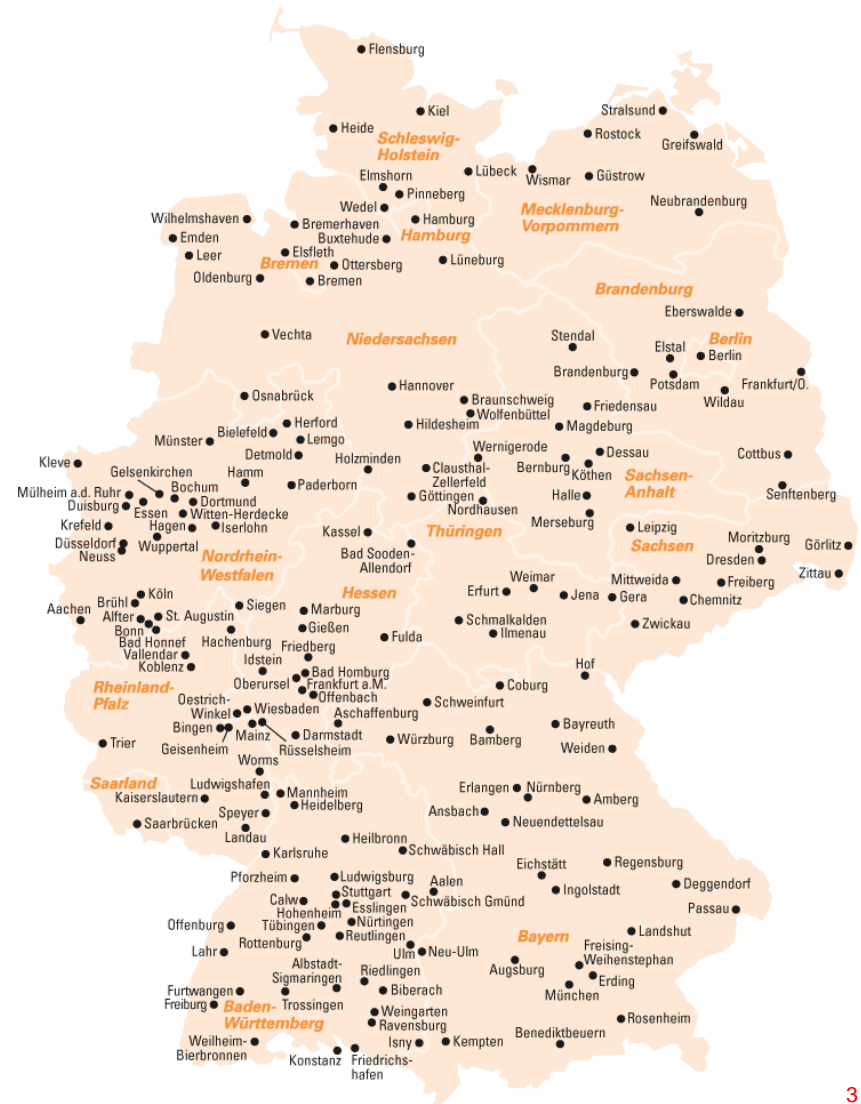 Flensburg
Kiel
Stralsund
Heide
Rostock
Greifswald
Schleswig-
Holstein
Lübeck
Wismar
Güstrow
Elmshorn
Pinneberg
Neubrandenburg
Wedel
Mecklenburg-
Vorpommern
Wilhelmshaven
Bremerhaven
Hamburg
Emden
Buxtehude
Hamburg
Leer
Elsfleth
Bremen
Ottersberg
Lüneburg
Oldenburg
Bremen
Brandenburg
Eberswalde
Vechta
Niedersachsen
Stendal
Elstal
Berlin
Berlin
Brandenburg
Potsdam
Frankfurt/O.
Wildau
Osnabrück
Hannover
Braunschweig
Wolfenbüttel
Friedensau
Herford
Hildesheim
Magdeburg
Bielefeld
Lemgo
Münster
Detmold
Holzminden
Wernigerode
Dessau
Cottbus
Kleve
Gelsenkirchen
Hamm
Clausthal-
Zellerfeld
Bernburg
Köthen
Sachsen-
Anhalt
Mülheim a.d. Ruhr
Bochum
Paderborn
Göttingen
Nordhausen
Halle
Senftenberg
Duisburg
Essen
Dortmund
Witten-Herdecke
Merseburg
Krefeld
Hagen
Iserlohn
Kassel
Thüringen
Leipzig
Düsseldorf
Wuppertal
Neuss
Nordrhein-
Westfalen
Bad Sooden-
Allendorf
Sachsen
Moritzburg
Görlitz
Dresden
Zittau
Hessen
Weimar
Mittweida
Freiberg
Köln
Erfurt
Jena
Gera
Chemnitz
Brühl
Siegen
Marburg
Aachen
Alfter
St. Augustin
Gießen
Schmalkalden
Zwickau
Bonn
Bad Honnef
Hachenburg
Fulda
Ilmenau
Vallendar
Friedberg
Koblenz
Idstein
Bad Homburg
Hof
Oberursel
Frankfurt a.M.
Coburg
Rheinland-
Pfalz
Offenbach
Oestrich-
Winkel
Wiesbaden
Aschaffenburg
Schweinfurt
Bingen
Mainz
Darmstadt
Würzburg
Bamberg
Bayreuth
Trier
Geisenheim
Rüsselsheim
Weiden
Worms
Saarland
Ludwigshafen
Mannheim
Erlangen
Nürnberg
Kaiserslautern
Heidelberg
Amberg
Speyer
Ansbach
Saarbrücken
Neuendettelsau
Landau
Heilbronn
Karlsruhe
Schwäbisch Hall
Eichstätt
Regensburg
Pforzheim
Ludwigsburg
Aalen
Deggendorf
Stuttgart
Ingolstadt
Calw
Schwäbisch Gmünd
Hohenheim
Esslingen
Passau
Offenburg
Tübingen
Nürtingen
Landshut
Rottenburg
Reutlingen
Bayern
Lahr
Ulm
Neu-Ulm
Freising-
Weihenstephan
Albstadt-
Sigmaringen
Riedlingen
Augsburg
Erding
Furtwangen
Biberach
München
Freiburg
Trossingen
Baden-
Württemberg
Weingarten
Ravensburg
Rosenheim
Weilheim-
Bierbronnen
Isny
Kempten
Benediktbeuern
Konstanz
Friedrichs-
hafen
3